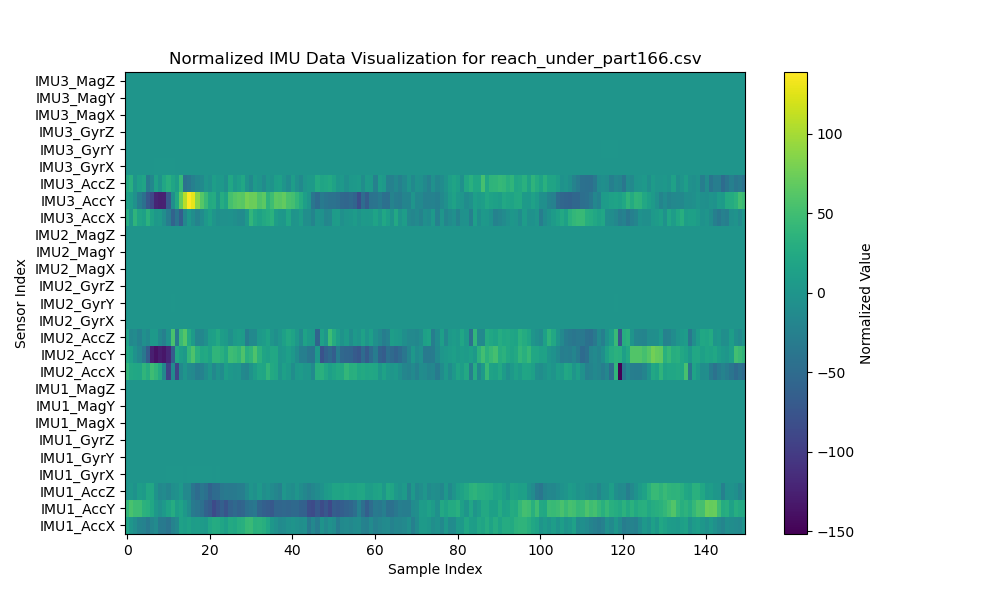 Normalized IMU Data Visualization for reach_under_part166.csv
IMU3_MagZ
IMU3_MagY
IMU3_MagX
IMU3_GyrZ
IMU3_GyrY
IMU3_GyrX
IMU3_AccZ
IMU3_AccY
IMU3_AccX
IMU2_MagZ
IMU2_MagY
IMU2_MagX
IMU2_GyrZ
IMU2_GyrY
IMU2_GyrX
IMU2_AccZ
IMU2_AccY
IMU2_AccX
IMU1_MagZ
IMU1_MagY
IMU1_MagX
IMU1_GyrZ
IMU1_GyrY
IMU1_GyrX
IMU1_AccZ
IMU1_AccY
IMU1_AccX
Sensor Index
0 20 40 60 80 100 120 140
Sample Index
100
50
0
−50
−100
−150
Normalized Value